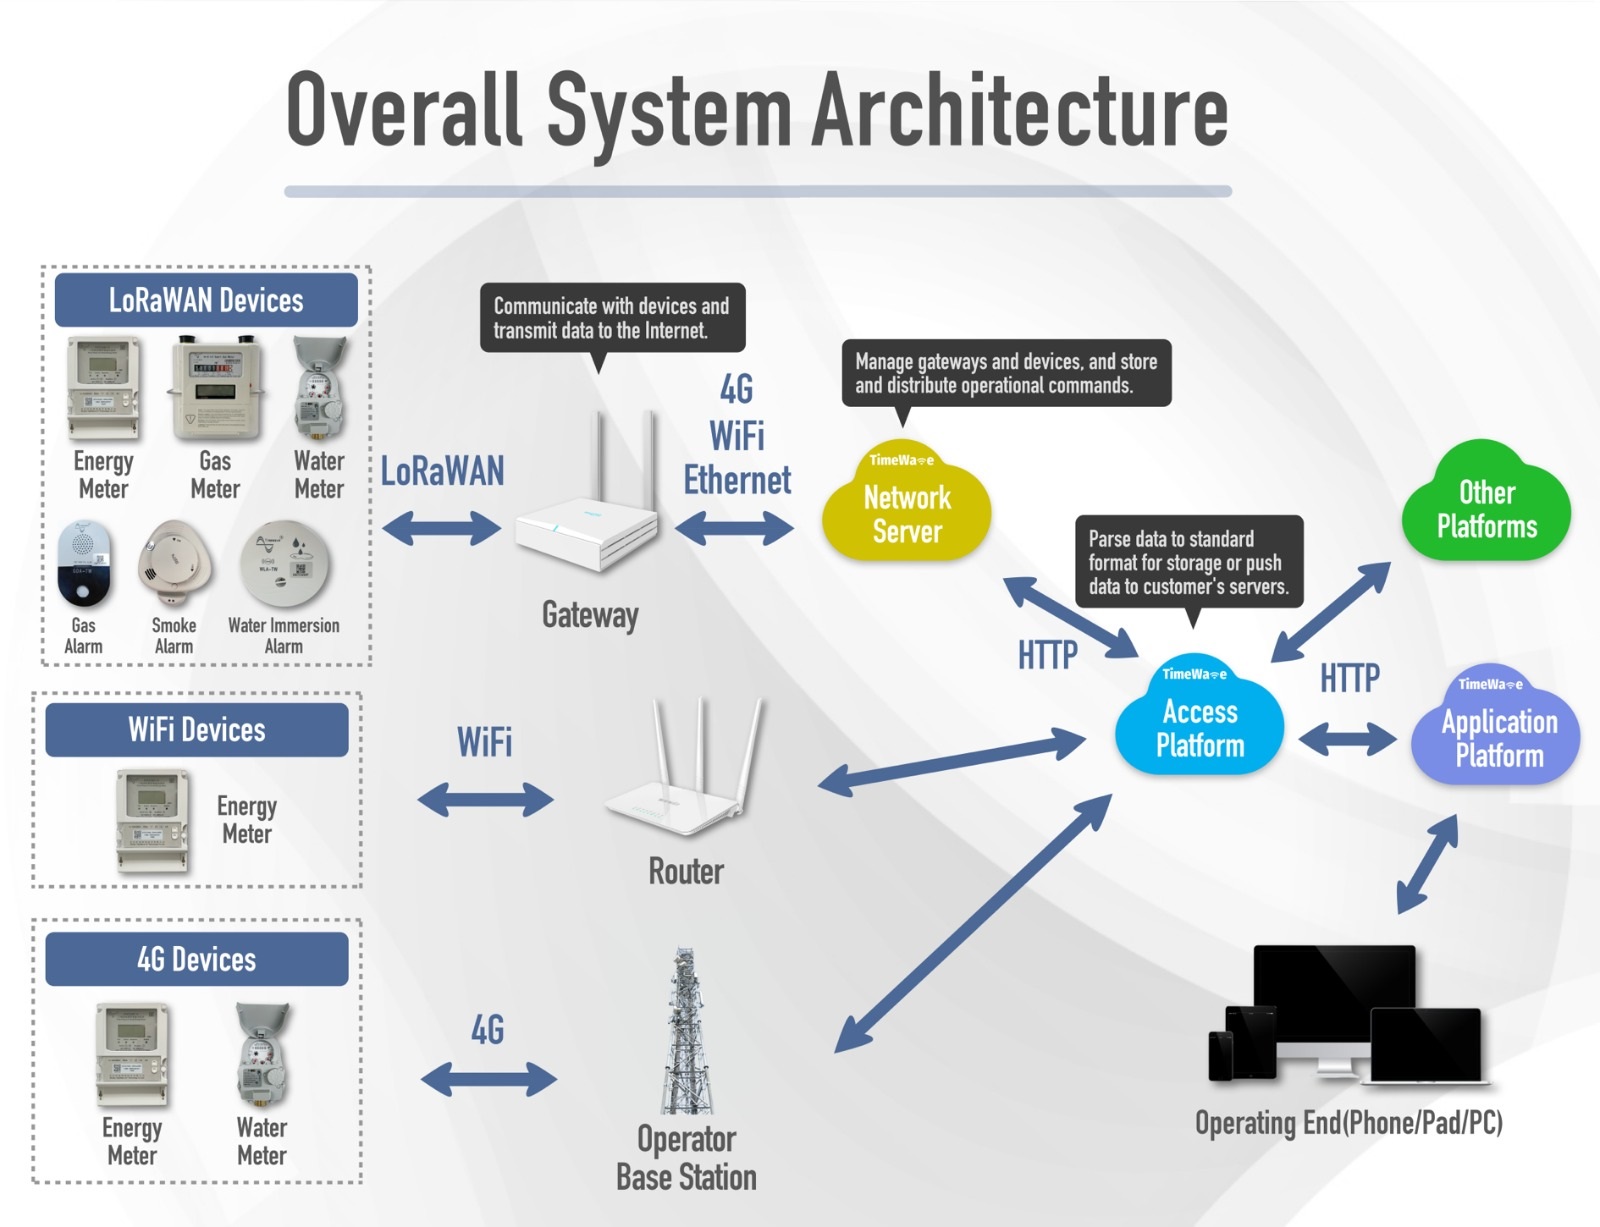 Overall System Architecture
LoRaWAN Devices
Energy
Meter
Gas
Meter
Water
Meter
Gas
Alarm
Smoke
Alarm
Water Immersion
Alarm
LoRaWAN
Communicate with devices and
transmit data to the Internet.
Gateway
4G
WiFi
Ethernet
Manage gateways and devices, and store
and distribute operational commands.
TimeWave
Network
Server
HTTP
Parse data to standard
format for storage or push
data to customer's servers.
TimeWave
Access
Platform
Other
Platforms
HTTP
TimeWave
Application
Platform
WiFi Devices
Energy
Meter
WiFi
Router
4G Devices
Energy
Meter
Water
Meter
4G
Operator
Base Station
Operating End(Phone/Pad/PC)